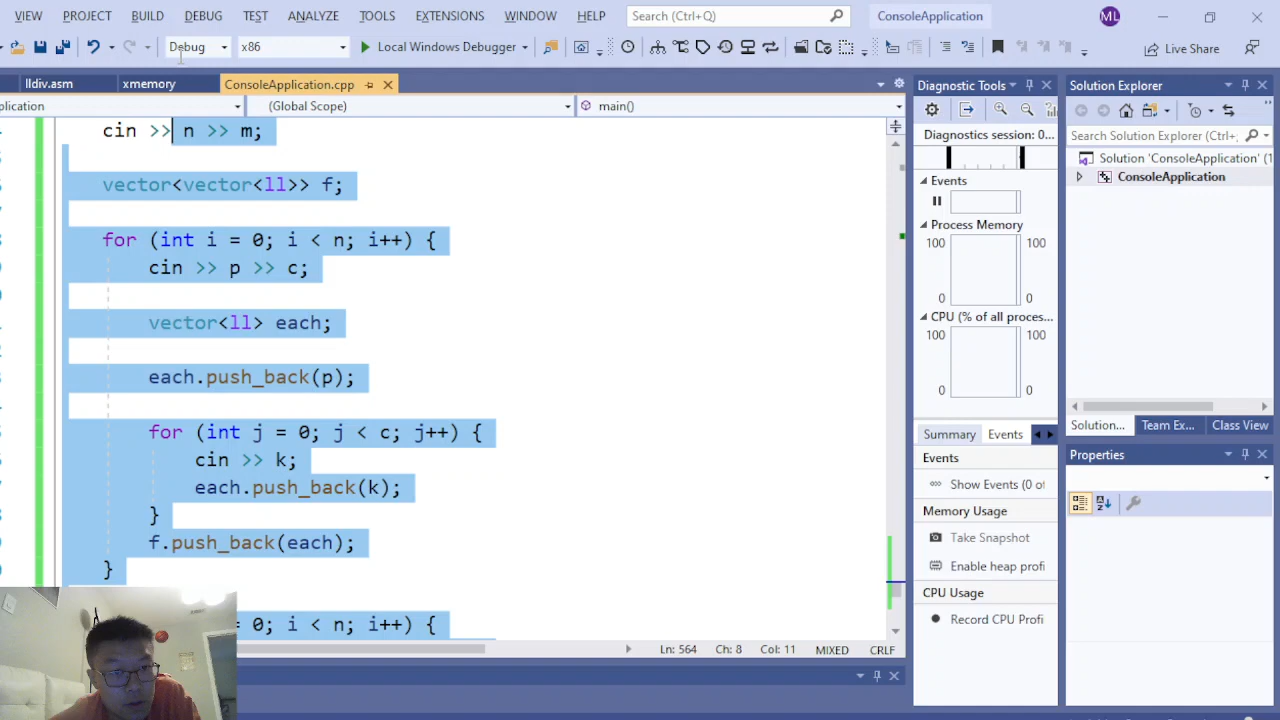 VIEW PROJECT BUILD DEBUG TEST ANALYZE TOOLS EXTENSIONS WINDOW HELP Search (Ctrl+Q) ConsoleApplication ML
Debug x86 Local Windows Debugger Live Share
lldiv.asm xmemory ConsoleApplication.cpp
plication (Global Scope) main()
cin >> n >> m;
vector<vector<ll>> f;
for (int i = 0; i < n; i++) {
cin >> p >> c;
vector<ll> each;
each.push_back(p);
for (int j = 0; j < c; j++) {
cin >> k;
each.push_back(k);
}
f.push_back(each);
}
= 0; i < n; i++) {
Ln: 564 Ch: 8 Col: 11 MIXED CRLF
Diagnostic Tools
Diagnostics session: 0...
Events
Process Memory
100 100
0 0
CPU (% of all proces...
100 100
0 0
Summary Events
Events
Show Events (0 of
Memory Usage
Take Snapshot
Enable heap profi
CPU Usage
Record CPU Profi
Solution Explorer
Search Solution Explorer (Ctrl+;
Solution 'ConsoleApplication' (1
ConsoleApplication
Solution... Team Ex... Class View
Properties